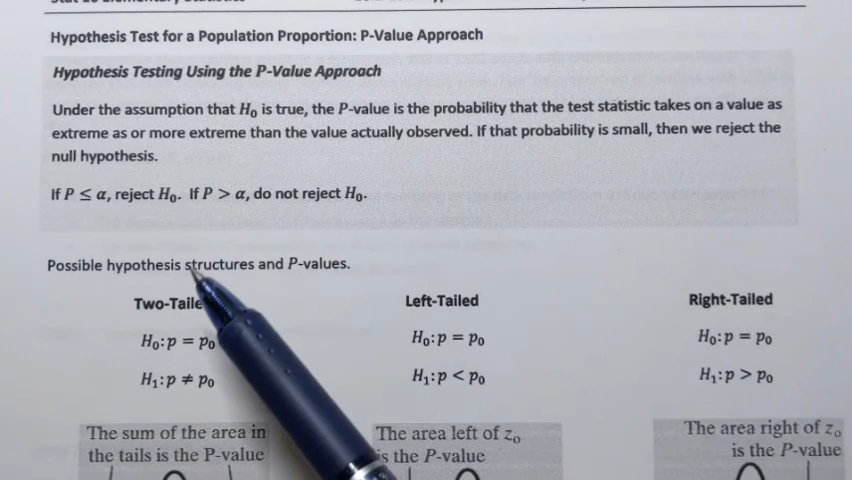 Hypothesis Test for a Population Proportion: P-Value Approach
Hypothesis Testing Using the P-Value Approach
Under the assumption that H₀ is true, the P-value is the probability that the test statistic takes on a value as
extreme as or more extreme than the value actually observed. If that probability is small, then we reject the
null hypothesis.
If P ≤ α, reject H₀. If P > α, do not reject H₀.
Possible hypothesis structures and P-values.
Left-Tailed Right-Tailed
H₀: p = p₀ H₀: p = p₀ H₀: p = p₀
H₁: p ≠ p₀ H₁: p < p₀ H₁: p > p₀
The sum of the area in The area left of z₀ The area right of z₀
the tails is the P-value is the P-value is the P-value